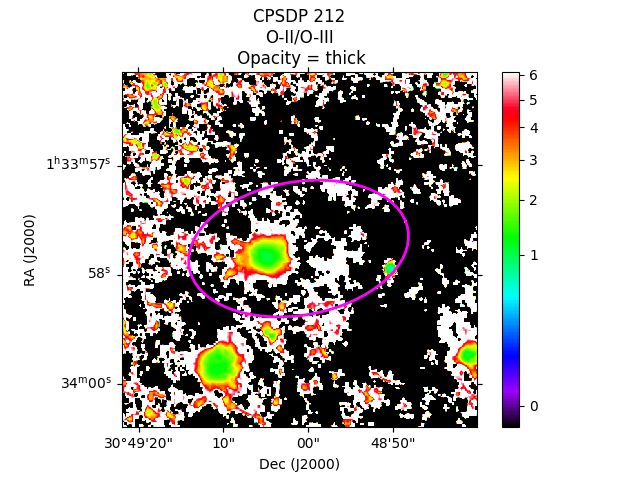 CPSDP 212
O-II/O-III
Opacity = thick
1ʰ33ᵐ57ˢ
58ˢ
34ᵐ00ˢ
RA (J2000)
30°49'20" 10" 00" 48'50"
Dec (J2000)
6
5
4
3
2
1
0